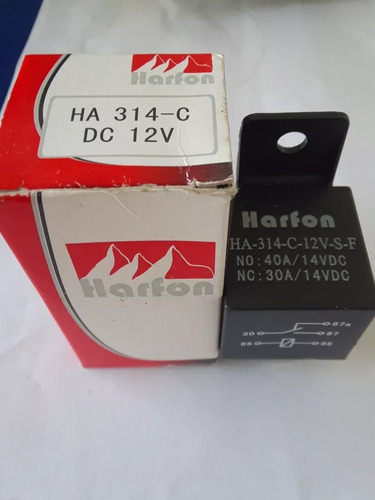 Harfon
HA 314-C
DC 12V
Harfon
Harfon
HA-314-C-12V-S-F
NO:40A/14VDC
NC:30A/14VDC
87a
30 87
86 85